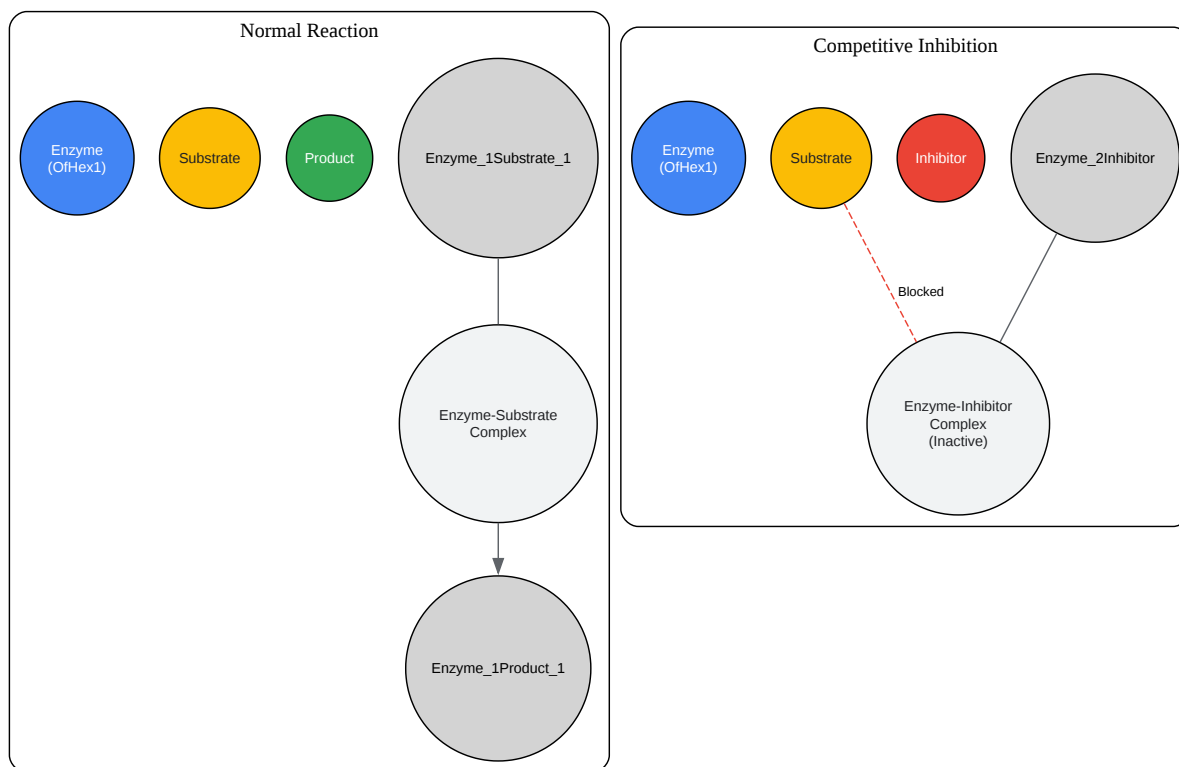 Normal Reaction
Enzyme
(OfHex1)
Substrate
Product
Enzyme_1Substrate_1
Enzyme-Substrate
Complex
Enzyme_1Product_1
Competitive Inhibition
Enzyme
(OfHex1)
Substrate
Inhibitor
Enzyme_2Inhibitor
Blocked
Enzyme-Inhibitor
Complex
(Inactive)